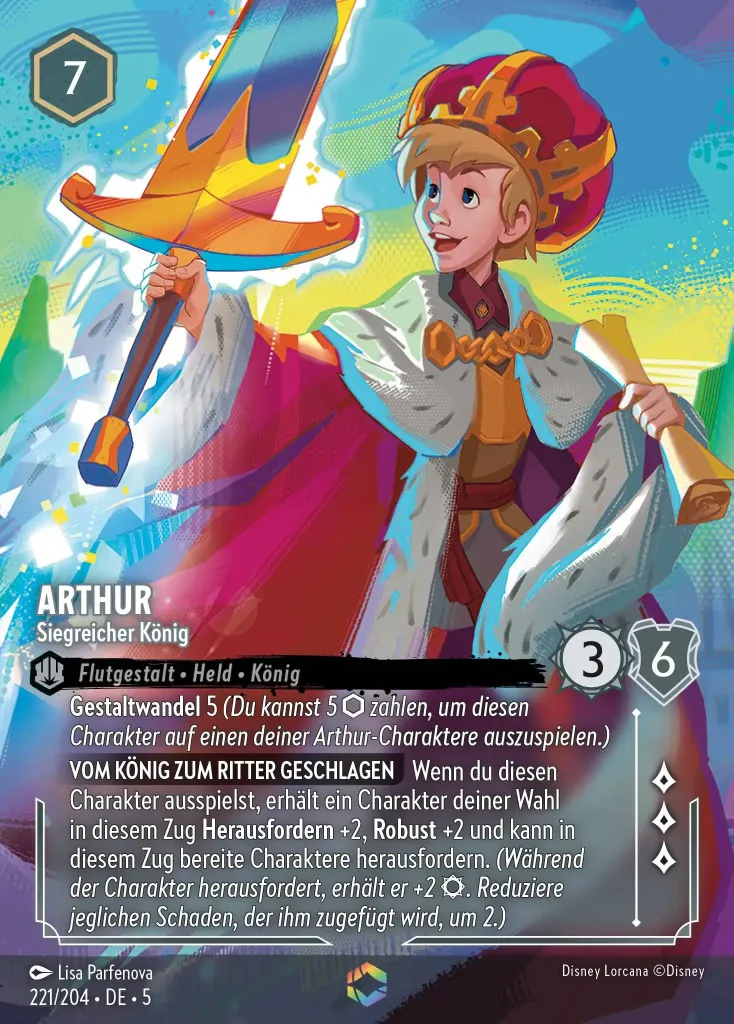 7
ARTHUR
Siegreicher König
Flutgestalt • Held • König
3
6
Gestaltwandel 5 (Du kannst 5 ⬡ zahlen, um diesen
Charakter auf einen deiner Arthur-Charaktere auszuspielen.)
VOM KÖNIG ZUM RITTER GESCHLAGEN Wenn du diesen
Charakter ausspielst, erhält ein Charakter deiner Wahl
in diesem Zug Herausfordern +2, Robust +2 und kann in
diesem Zug bereite Charaktere herausfordern. (Während
der Charakter herausfordert, erhält er +2 ¤. Reduziere
jeglichen Schaden, der ihm zugefügt wird, um 2.)
Lisa Parfenova
Disney Lorcana ©Disney
221/204 • DE • 5